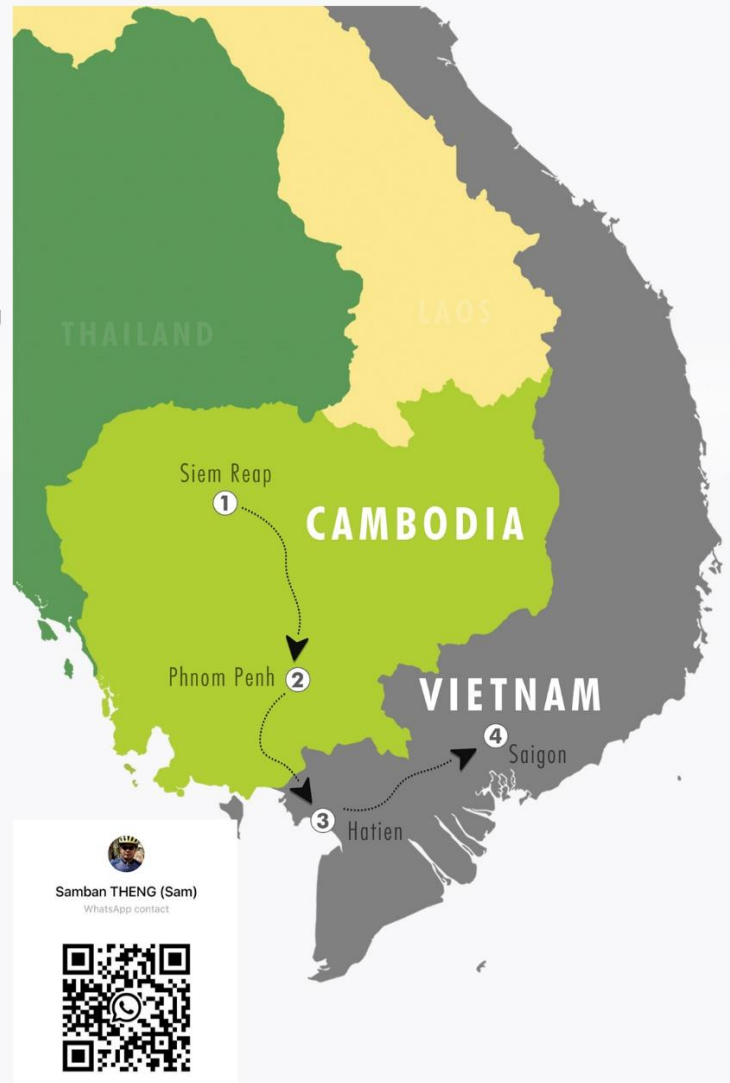 THAILAND
LAOS
Siem Reap
1
CAMBODIA
Phnom Penh 2
VIETNAM
4
Saigon
3
Hatien
Samban THENG (Sam)
WhatsApp contact